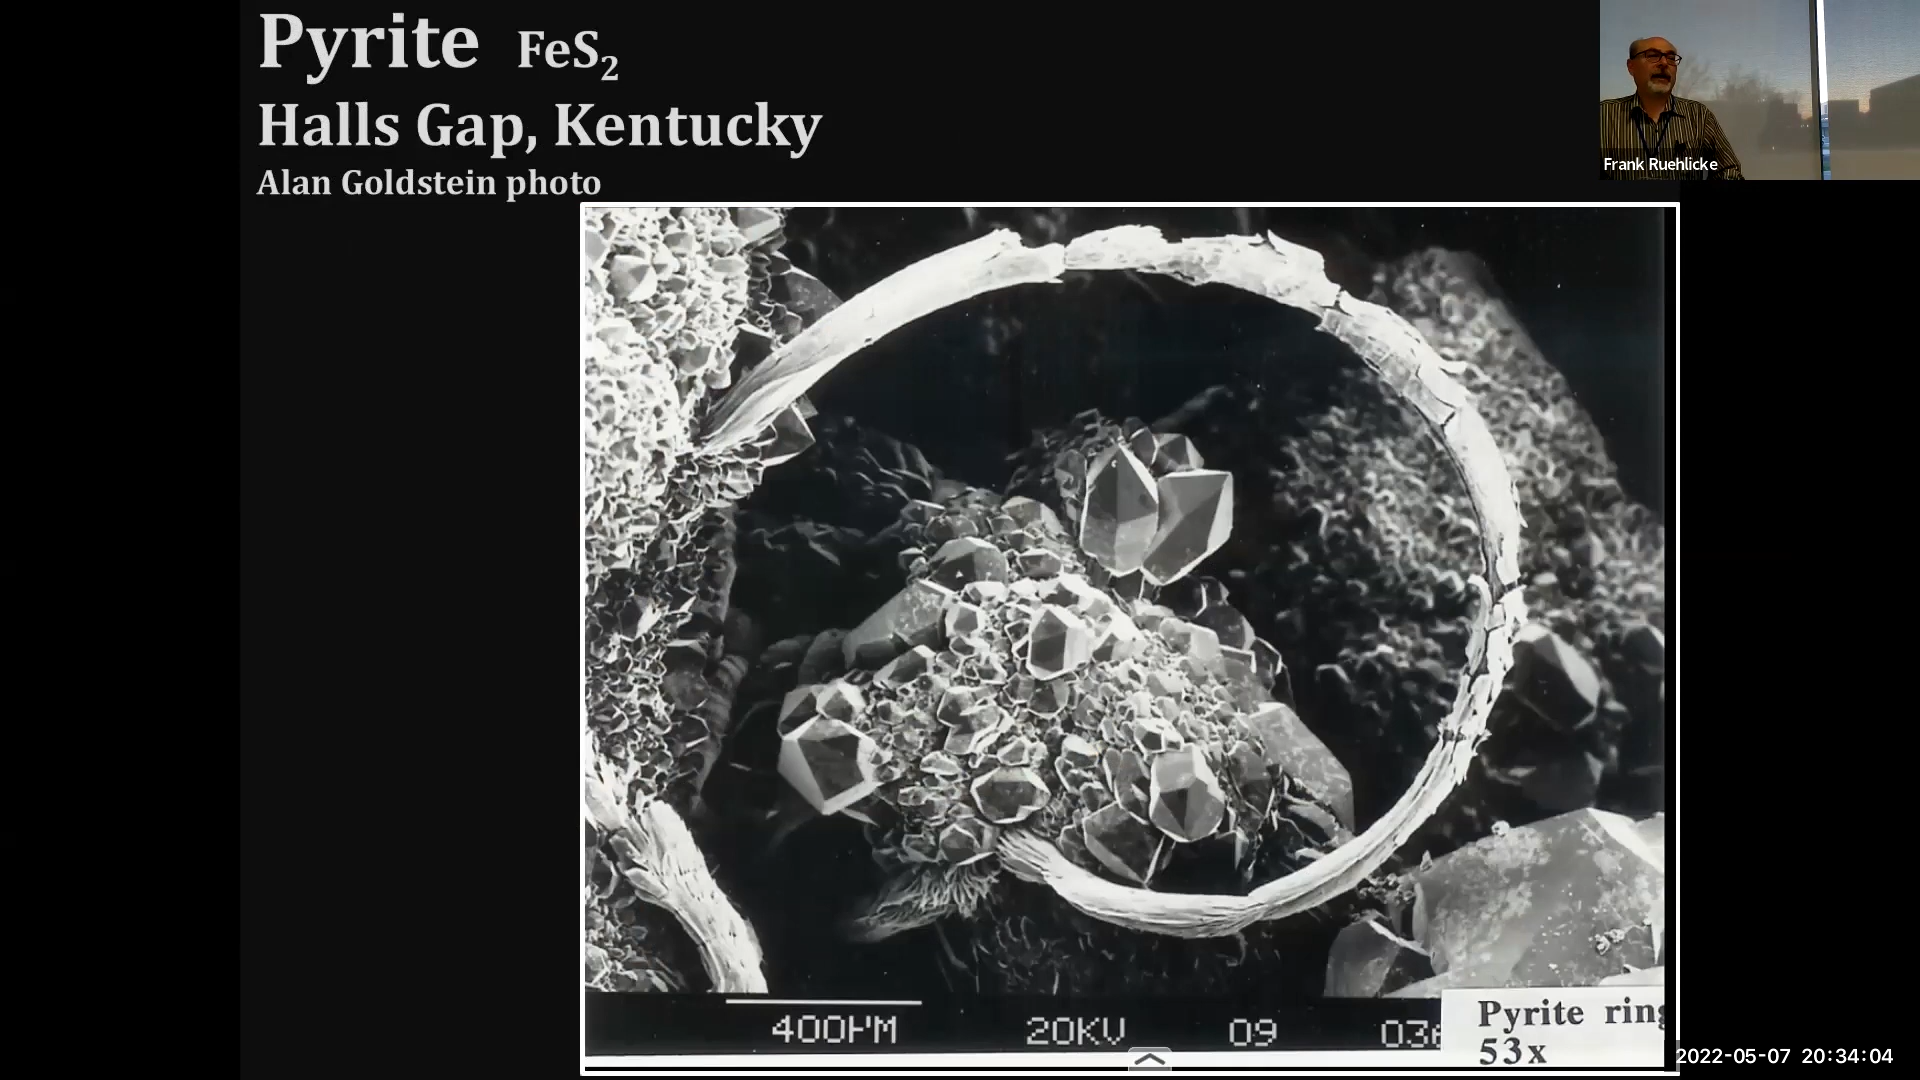 Pyrite FeS₂
Halls Gap, Kentucky
Alan Goldstein photo
Frank Ruehlicke
400µM 20KV 09
Pyrite ring
53x
2022-05-07 20:34:04